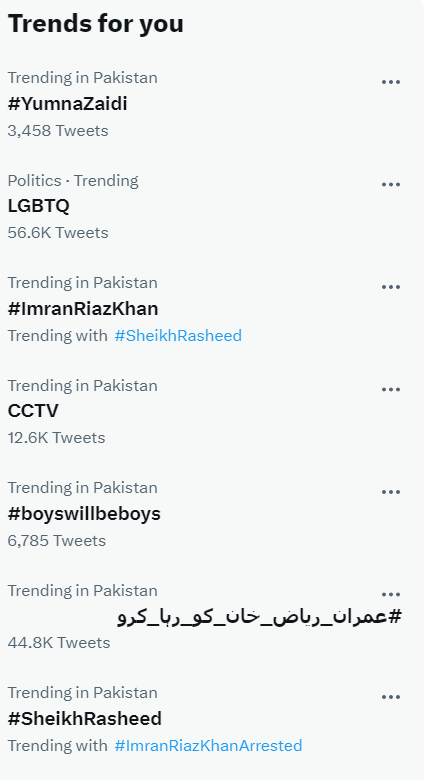 Trends for you
Trending in Pakistan
#YumnaZaidi
3,458 Tweets
Politics · Trending
LGBTQ
56.6K Tweets
Trending in Pakistan
#ImranRiazKhan
Trending with #SheikhRasheed
Trending in Pakistan
CCTV
12.6K Tweets
Trending in Pakistan
#boyswillbeboys
6,785 Tweets
Trending in Pakistan
#عمران_ریاض_خان_کو_رہا_کرو
44.8K Tweets
Trending in Pakistan
#SheikhRasheed
Trending with #ImranRiazKhanArrested